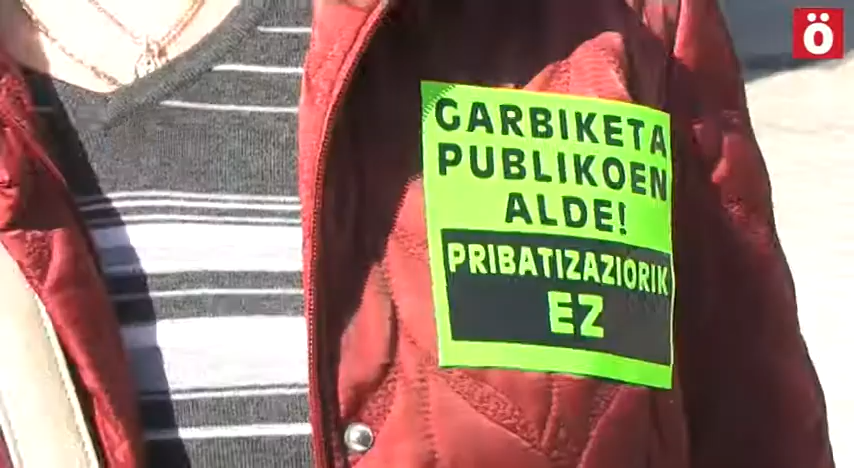 ö
GARBIKETA
PUBLIKOEN
ALDE!
PRIBATIZAZIORIK
EZ